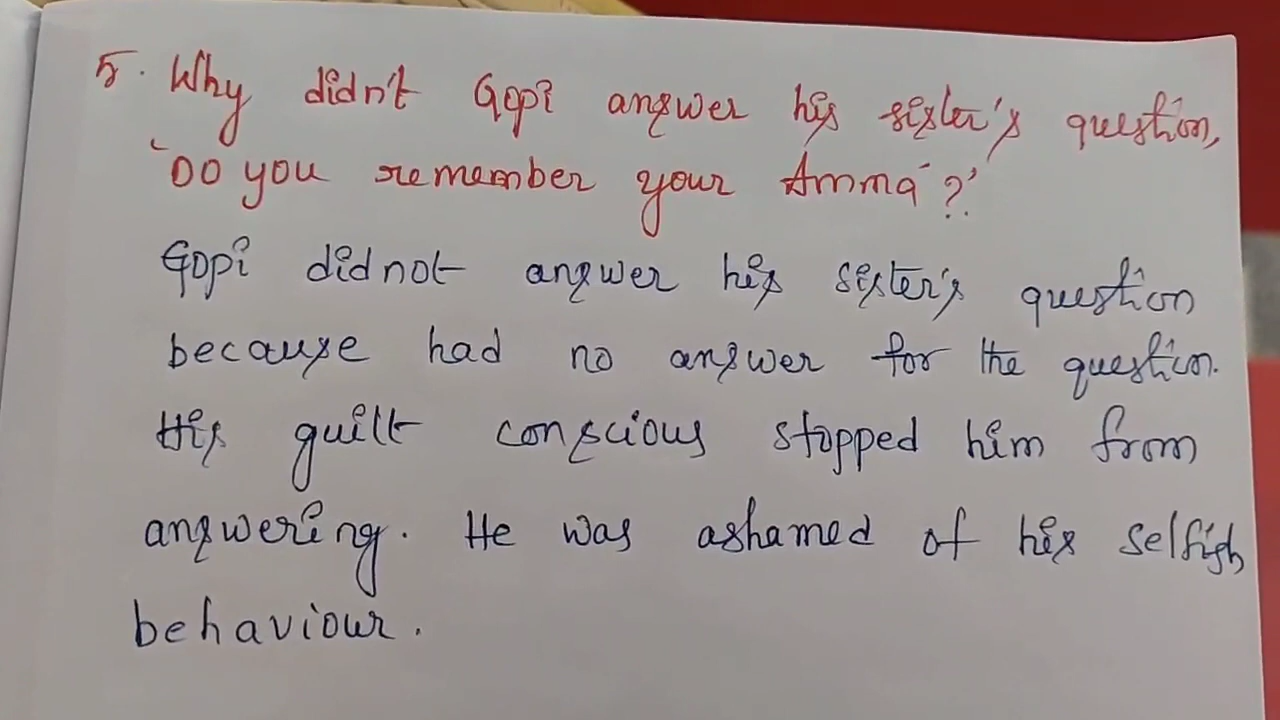 5. Why didn't Gopi answer his sister's question,
'Do you remember your Amma'?'
Gopi did not answer his sister's question
because had no answer for the question.
His guilt conscious stopped him from
answering. He was ashamed of his selfish
behaviour.